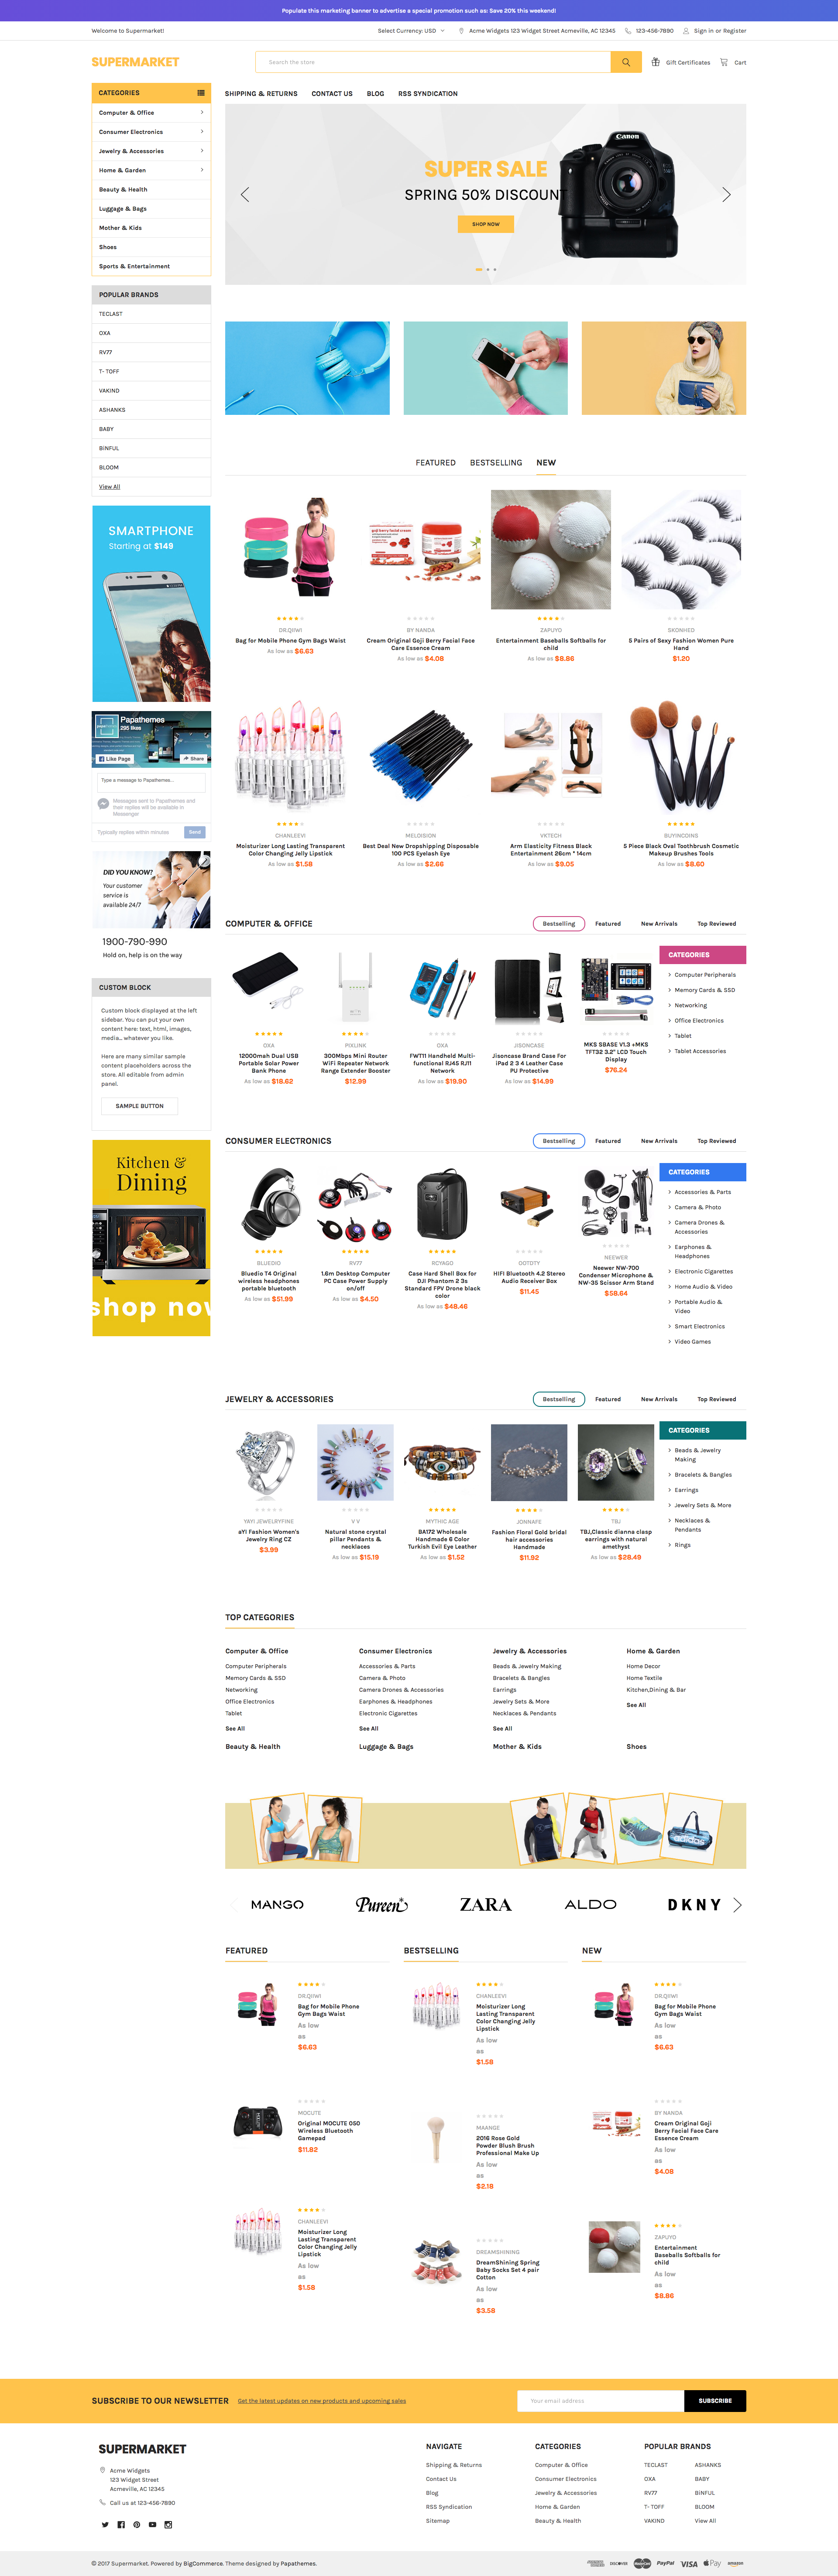 Populate this marketing banner to advertise a special promotion such as: Save 20% this weekend!
Welcome to Supermarket!
Select Currency: USD
Acme Widgets 123 Widget Street Acmeville, AC 12345
123-456-7890
Sign in or Register
SUPERMARKET
Search the store
Gift Certificates
Cart
CATEGORIES
Computer & Office
Consumer Electronics
Jewelry & Accessories
Home & Garden
Beauty & Health
Luggage & Bags
Mother & Kids
Shoes
Sports & Entertainment
POPULAR BRANDS
TECLAST
OXA
RV77
T- TOFF
VAKIND
ASHANKS
BABY
BINFUL
BLOOM
View All
SMARTPHONE
Starting at $149
Papathemes
295 likes
Like Page
Share
Type a message to Papathemes...
Messages sent to Papathemes and
their replies will be available in
Messenger
Typically replies within minutes
Send
DID YOU KNOW?
Your customer
service is
available 24/7
1900-790-990
Hold on, help is on the way
CUSTOM BLOCK
Custom block displayed at the left
sidebar. You can put your own
content here: text, html, images,
media... whatever you like.
Here are many similar sample
content placeholders across the
store. All editable from admin
panel.
SAMPLE BUTTON
Kitchen &
Dining
shop now
SHIPPING & RETURNS
CONTACT US
BLOG
RSS SYNDICATION
SUPER SALE
SPRING 50% DISCOUNT
SHOP NOW
Canon
FEATURED
BESTSELLING
NEW
DR.QIIWI
Bag for Mobile Phone Gym Bags Waist
As low as $6.63
BY NANDA
Cream Original Goji Berry Facial Face
Care Essence Cream
As low as $4.08
ZAPUYO
Entertainment Baseballs Softballs for
child
As low as $8.86
SKONHED
5 Pairs of Sexy Fashion Women Pure
Hand
$1.20
CHANLEEVI
Moisturizer Long Lasting Transparent
Color Changing Jelly Lipstick
As low as $1.58
MELOISION
Best Deal New Dropshipping Disposable
100 PCS Eyelash Eye
As low as $2.66
VKTECH
Arm Elasticity Fitness Black
Entertainment 26cm * 14cm
As low as $9.05
BUYINCOINS
5 Piece Black Oval Toothbrush Cosmetic
Makeup Brushes Tools
As low as $8.60
COMPUTER & OFFICE
Bestselling
Featured
New Arrivals
Top Reviewed
OXA
12000mah Dual USB
Portable Solar Power
Bank Phone
As low as $18.62
PIXLINK
300Mbps Mini Router
WiFi Repeater Network
Range Extender Booster
$12.99
OXA
FWT11 Handheld Multi-
functional RJ45 RJ11
Network
As low as $19.90
JISONCASE
Jisoncase Brand Case For
iPad 2 3 4 Leather Case
PU Protective
As low as $14.99
MKS SBASE V1.3 +MKS
TFT32 3.2" LCD Touch
Display
$76.24
CATEGORIES
Computer Peripherals
Memory Cards & SSD
Networking
Office Electronics
Tablet
Tablet Accessories
CONSUMER ELECTRONICS
Bestselling
Featured
New Arrivals
Top Reviewed
BLUEDIO
Bluedio T4 Original
wireless headphones
portable bluetooth
As low as $51.99
RV77
1.6m Desktop Computer
PC Case Power Supply
on/off
As low as $4.50
RCYAGO
Case Hard Shell Box for
DJI Phantom 2 3s
Standard FPV Drone black
color
As low as $48.46
OOTDTY
HIFI Bluetooth 4.2 Stereo
Audio Receiver Box
$11.45
NEEWER
Neewer NW-700
Condenser Microphone &
NW-35 Scissor Arm Stand
$58.64
CATEGORIES
Accessories & Parts
Camera & Photo
Camera Drones &
Accessories
Earphones &
Headphones
Electronic Cigarettes
Home Audio & Video
Portable Audio &
Video
Smart Electronics
Video Games
JEWELRY & ACCESSORIES
Bestselling
Featured
New Arrivals
Top Reviewed
YAYI JEWELRYFINE
aYI Fashion Women's
Jewelry Ring CZ
$3.99
V V
Natural stone crystal
pillar Pendants &
necklaces
As low as $15.19
MYTHIC AGE
BA172 Wholesale
Handmade 6 Color
Turkish Evil Eye Leather
As low as $1.52
JONNAFE
Fashion Floral Gold bridal
hair accessories
Handmade
$11.92
TBJ
TBJ,Classic dianna clasp
earrings with natural
amethyst
As low as $28.49
CATEGORIES
Beads & Jewelry
Making
Bracelets & Bangles
Earrings
Jewelry Sets & More
Necklaces &
Pendants
Rings
TOP CATEGORIES
Computer & Office
Computer Peripherals
Memory Cards & SSD
Networking
Office Electronics
Tablet
See All
Consumer Electronics
Accessories & Parts
Camera & Photo
Camera Drones & Accessories
Earphones & Headphones
Electronic Cigarettes
See All
Jewelry & Accessories
Beads & Jewelry Making
Bracelets & Bangles
Earrings
Jewelry Sets & More
Necklaces & Pendants
See All
Home & Garden
Home Decor
Home Textile
Kitchen,Dining & Bar
See All
Beauty & Health
Luggage & Bags
Mother & Kids
Shoes
adidas
MANGO
Pureen
ZARA
ALDO
DKNY
FEATURED
DR.QIIWI
Bag for Mobile Phone
Gym Bags Waist
As low
as
$6.63
MOCUTE
Original MOCUTE 050
Wireless Bluetooth
Gamepad
$11.82
CHANLEEVI
Moisturizer Long
Lasting Transparent
Color Changing Jelly
Lipstick
As low
as
$1.58
BESTSELLING
CHANLEEVI
Moisturizer Long
Lasting Transparent
Color Changing Jelly
Lipstick
As low
as
$1.58
MAANGE
2016 Rose Gold
Powder Blush Brush
Professional Make Up
As low
as
$2.18
DREAMSHINING
DreamShining Spring
Baby Socks Set 4 pair
Cotton
As low
as
$3.58
NEW
DR.QIIWI
Bag for Mobile Phone
Gym Bags Waist
As low
as
$6.63
BY NANDA
Cream Original Goji
Berry Facial Face Care
Essence Cream
As low
as
$4.08
ZAPUYO
Entertainment
Baseballs Softballs for
child
As low
as
$8.86
SUBSCRIBE TO OUR NEWSLETTER
Get the latest updates on new products and upcoming sales
Your email address
SUBSCRIBE
SUPERMARKET
Acme Widgets
123 Widget Street
Acmeville, AC 12345
Call us at 123-456-7890
NAVIGATE
Shipping & Returns
Contact Us
Blog
RSS Syndication
Sitemap
CATEGORIES
Computer & Office
Consumer Electronics
Jewelry & Accessories
Home & Garden
Beauty & Health
POPULAR BRANDS
TECLAST
OXA
RV77
T- TOFF
VAKIND
ASHANKS
BABY
BINFUL
BLOOM
View All
© 2017 Supermarket. Powered by BigCommerce. Theme designed by Papathemes.
DISCOVER
MasterCard
PayPal
VISA
Pay
amazon